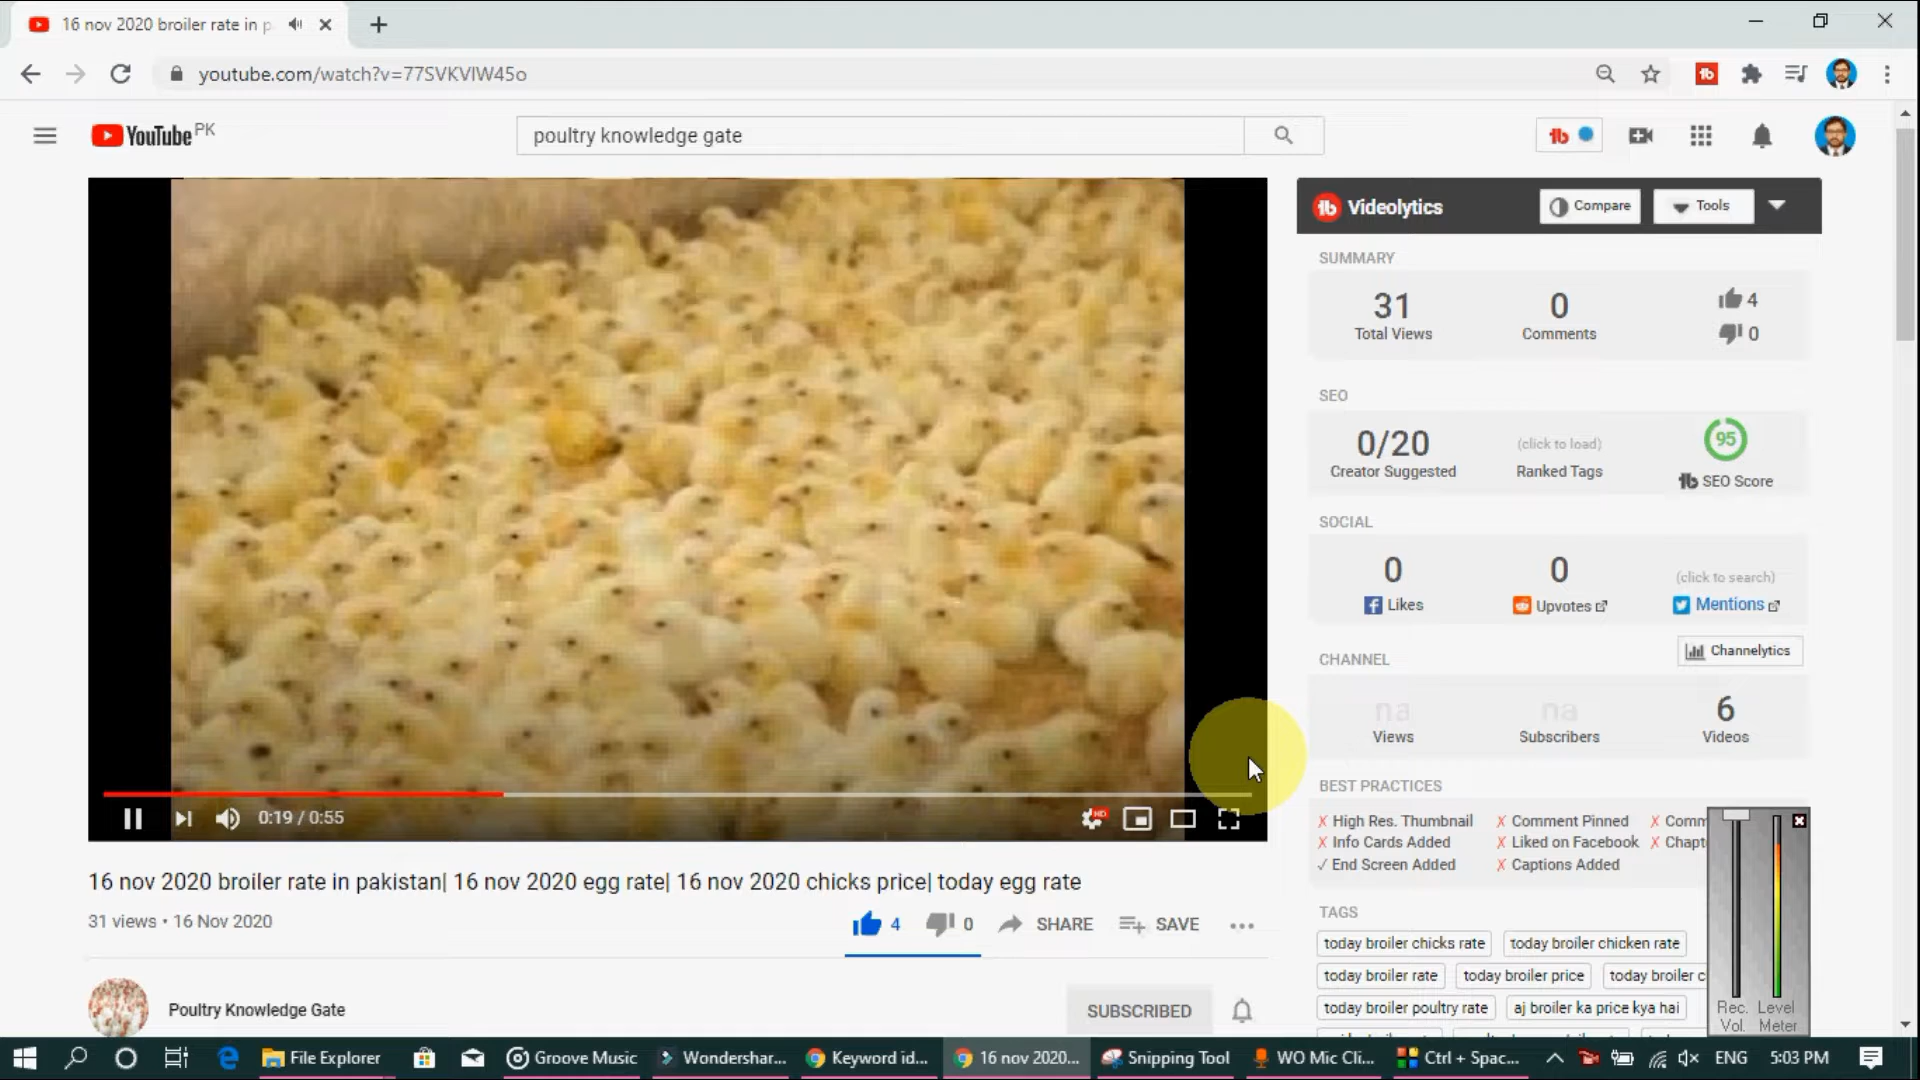 16 nov 2020 broiler rate in p
youtube.com/watch?v=77SVKVIW45o
YouTube PK
poultry knowledge gate
Videolytics
Compare
Tools
SUMMARY
31
Total Views
0
Comments
4
0
SEO
0/20
Creator Suggested
(click to load)
Ranked Tags
95
SEO Score
SOCIAL
0
Likes
0
Upvotes
(click to search)
Mentions
CHANNEL
Channelytics
na
Views
na
Subscribers
6
Videos
BEST PRACTICES
X High Res. Thumbnail X Comment Pinned X Comm
X Info Cards Added X Liked on Facebook X Chapt
✓ End Screen Added X Captions Added
TAGS
today broiler chicks rate today broiler chicken rate
today broiler rate today broiler price today broiler c
today broiler poultry rate aj broiler ka price kya hai
Rec. Level
Vol. Meter
0:19 / 0:55
HD
16 nov 2020 broiler rate in pakistan| 16 nov 2020 egg rate| 16 nov 2020 chicks price| today egg rate
31 views • 16 Nov 2020
4 0 SHARE SAVE
Poultry Knowledge Gate
SUBSCRIBED
File Explorer Groove Music Wondershar... Keyword id... 16 nov 2020... Snipping Tool WO Mic Cli... Ctrl + Spac... ENG 5:03 PM